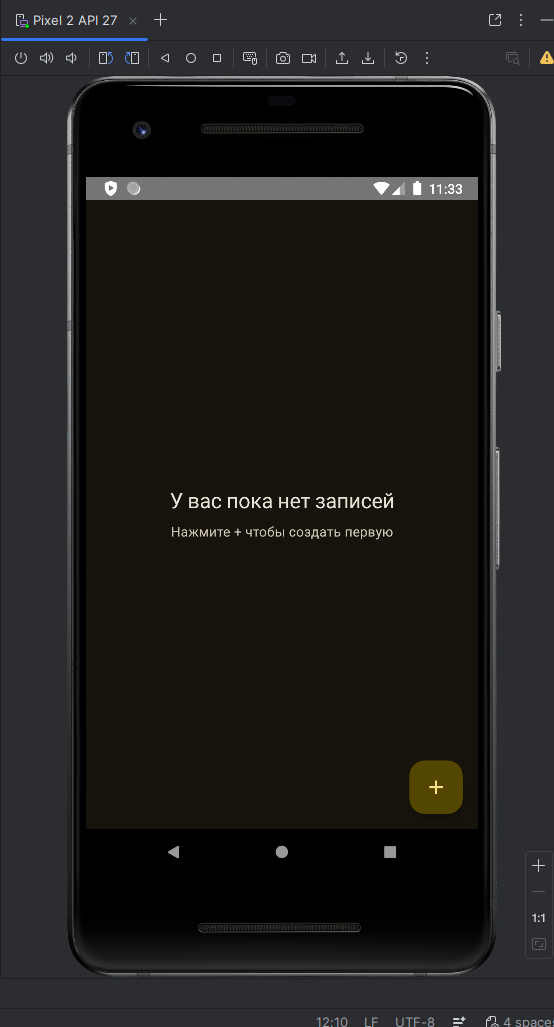 Pixel 2 API 27
11:33
У вас пока нет записей
Нажмите + чтобы создать первую
+
1:1
12:10 LF UTF-8 4 space